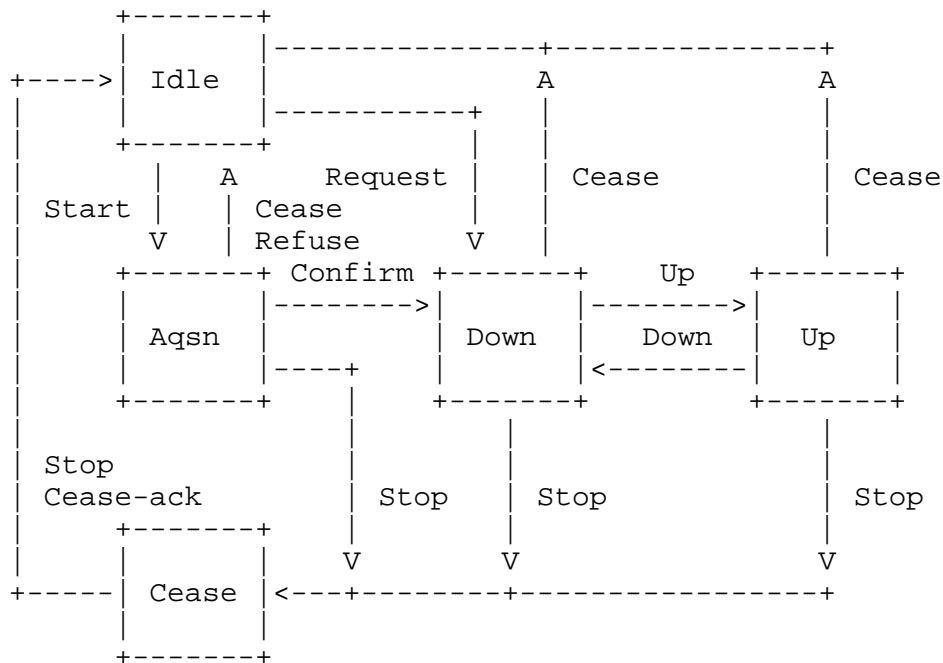 Idle
Request Cease Cease
Start Cease
Refuse
Confirm Up
Aqsn Down Down Up
Stop
Cease-ack Stop Stop Stop
Cease